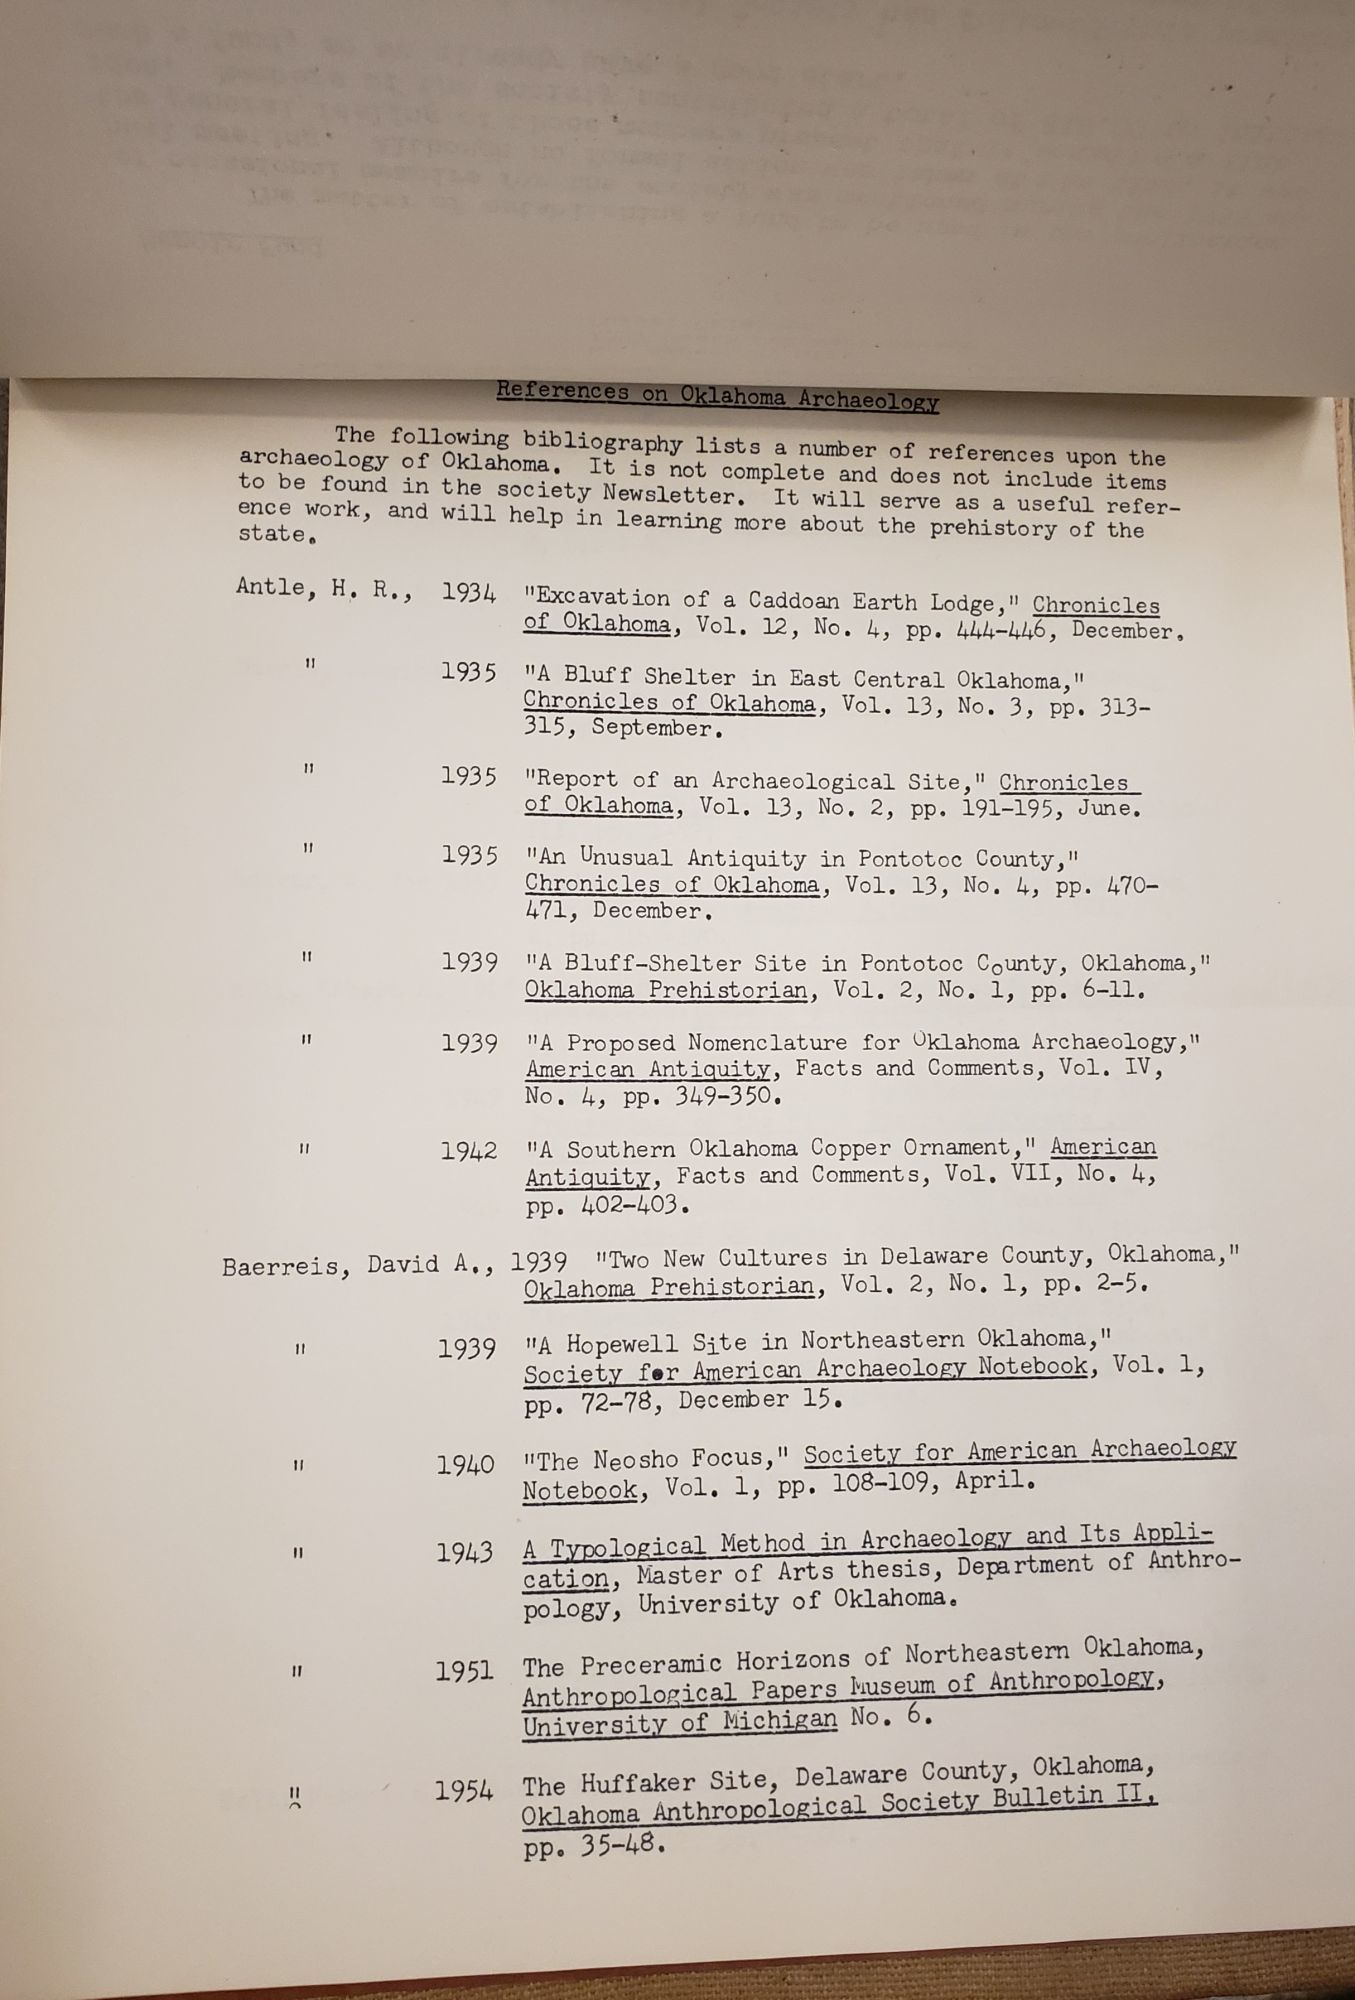 References on Oklahoma Archaeology
The following bibliography lists a number of references upon the
archaeology of Oklahoma. It is not complete and does not include items
to be found in the society Newsletter. It will serve as a useful refer-
ence work, and will help in learning more about the prehistory of the
state.
Antle, H. R., 1934 "Excavation of a Caddoan Earth Lodge," Chronicles
of Oklahoma, Vol. 12, No. 4, pp. 444-446, December.
" 1935 "A Bluff Shelter in East Central Oklahoma,"
Chronicles of Oklahoma, Vol. 13, No. 3, pp. 313-
315, September.
" 1935 "Report of an Archaeological Site," Chronicles
of Oklahoma, Vol. 13, No. 2, pp. 191-195, June.
" 1935 "An Unusual Antiquity in Pontotoc County,"
Chronicles of Oklahoma, Vol. 13, No. 4, pp. 470-
471, December.
" 1939 "A Bluff-Shelter Site in Pontotoc County, Oklahoma,"
Oklahoma Prehistorian, Vol. 2, No. 1, pp. 6-11.
" 1939 "A Proposed Nomenclature for Oklahoma Archaeology,"
American Antiquity, Facts and Comments, Vol. IV,
No. 4, pp. 349-350.
" 1942 "A Southern Oklahoma Copper Ornament," American
Antiquity, Facts and Comments, Vol. VII, No. 4,
pp. 402-403.
Baerreis, David A., 1939 "Two New Cultures in Delaware County, Oklahoma,"
Oklahoma Prehistorian, Vol. 2, No. 1, pp. 2-5.
" 1939 "A Hopewell Site in Northeastern Oklahoma,"
Society for American Archaeology Notebook, Vol. 1,
pp. 72-78, December 15.
" 1940 "The Neosho Focus," Society for American Archaeology
Notebook, Vol. 1, pp. 108-109, April.
" 1943 A Typological Method in Archaeology and Its Appli-
cation, Master of Arts thesis, Department of Anthro-
pology, University of Oklahoma.
" 1951 The Preceramic Horizons of Northeastern Oklahoma,
Anthropological Papers Museum of Anthropology,
University of Michigan No. 6.
" 1954 The Huffaker Site, Delaware County, Oklahoma,
Oklahoma Anthropological Society Bulletin II,
pp. 35-48.